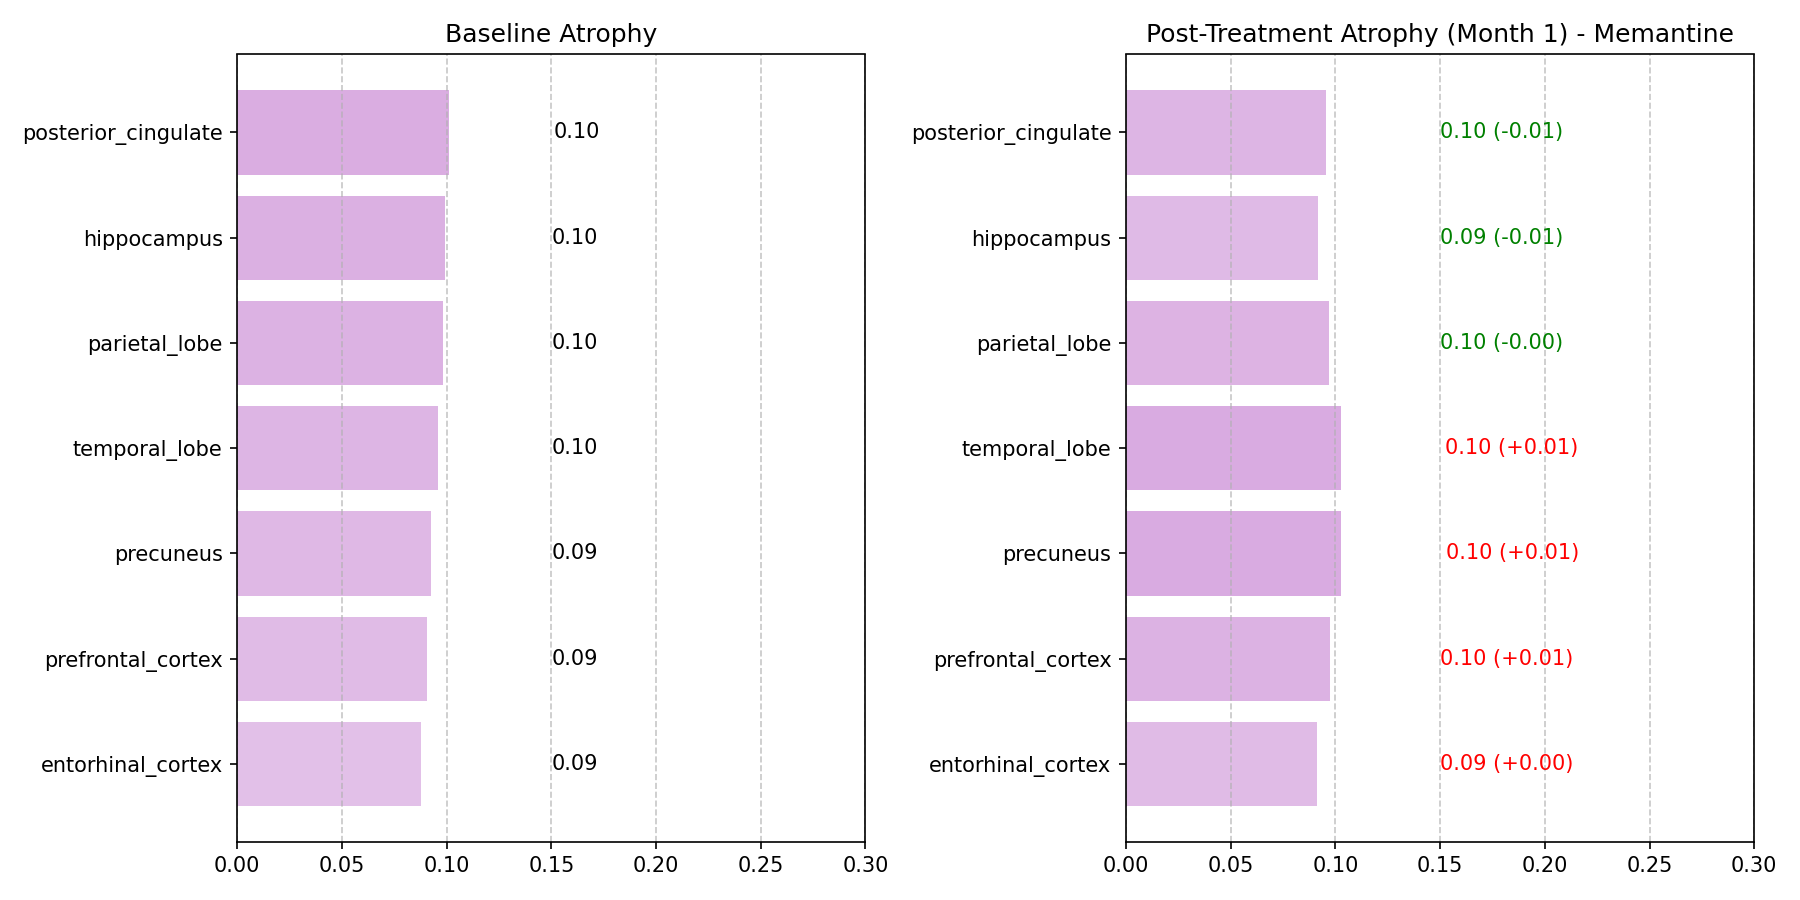 Baseline Atrophy
posterior_cingulate
0.10
hippocampus
0.10
parietal_lobe
0.10
temporal_lobe
0.10
precuneus
0.09
prefrontal_cortex
0.09
entorhinal_cortex
0.09
0.00 0.05 0.10 0.15 0.20 0.25 0.30
Post-Treatment Atrophy (Month 1) - Memantine
posterior_cingulate
0.10 (-0.01)
hippocampus
0.09 (-0.01)
parietal_lobe
0.10 (-0.00)
temporal_lobe
0.10 (+0.01)
precuneus
0.10 (+0.01)
prefrontal_cortex
0.10 (+0.01)
entorhinal_cortex
0.09 (+0.00)
0.00 0.05 0.10 0.15 0.20 0.25 0.30